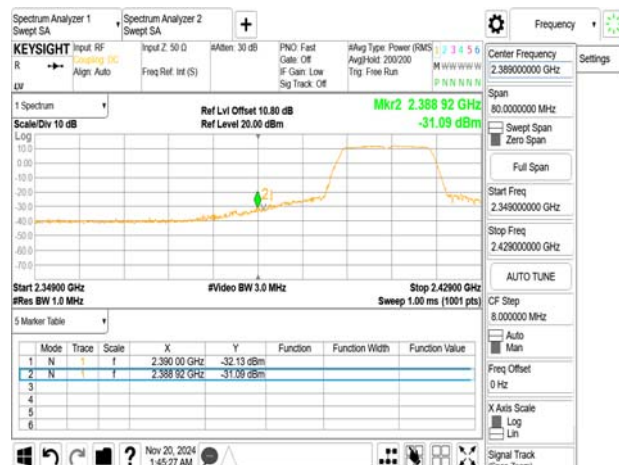 Spectrum Analyzer 1
Swept SA
Spectrum Analyzer 2
Swept SA
Frequency
KEYSIGHT
R
LV
Input: RF
Coupling: DC
Align: Auto
Input Z: 50 Ω
Freq Ref: Int (S)
#Atten: 30 dB
PNO: Fast
Gate: Off
IF Gain: Low
Sig Track: Off
#Avg Type: Power (RMS
Avg|Hold: 200/200
Trig: Free Run
1 2 3 4 5 6
M W W W W W
P N N N N N
1 Spectrum
Scale/Div 10 dB
Log
Ref Lvl Offset 10.80 dB
Ref Level 20.00 dBm
Mkr2 2.388 92 GHz
-31.09 dBm
10.0
0.00
-10.0
-20.0
-30.0
-40.0
-50.0
-60.0
-70.0
2
Start 2.34900 GHz
#Res BW 1.0 MHz
#Video BW 3.0 MHz
Stop 2.42900 GHz
Sweep 1.00 ms (1001 pts)
5 Marker Table
Mode Trace Scale X Y Function Function Width Function Value
1 N 1 f 2.390 00 GHz -32.13 dBm
2 N 1 f 2.388 92 GHz -31.09 dBm
3
4
5
6
Nov 20, 2024
1:45:27 AM
Center Frequency
2.389000000 GHz
Settings
Span
80.0000000 MHz
Swept Span
Zero Span
Full Span
Start Freq
2.349000000 GHz
Stop Freq
2.429000000 GHz
AUTO TUNE
CF Step
8.000000 MHz
Auto
Man
Freq Offset
0 Hz
X Axis Scale
Log
Lin
Signal Track